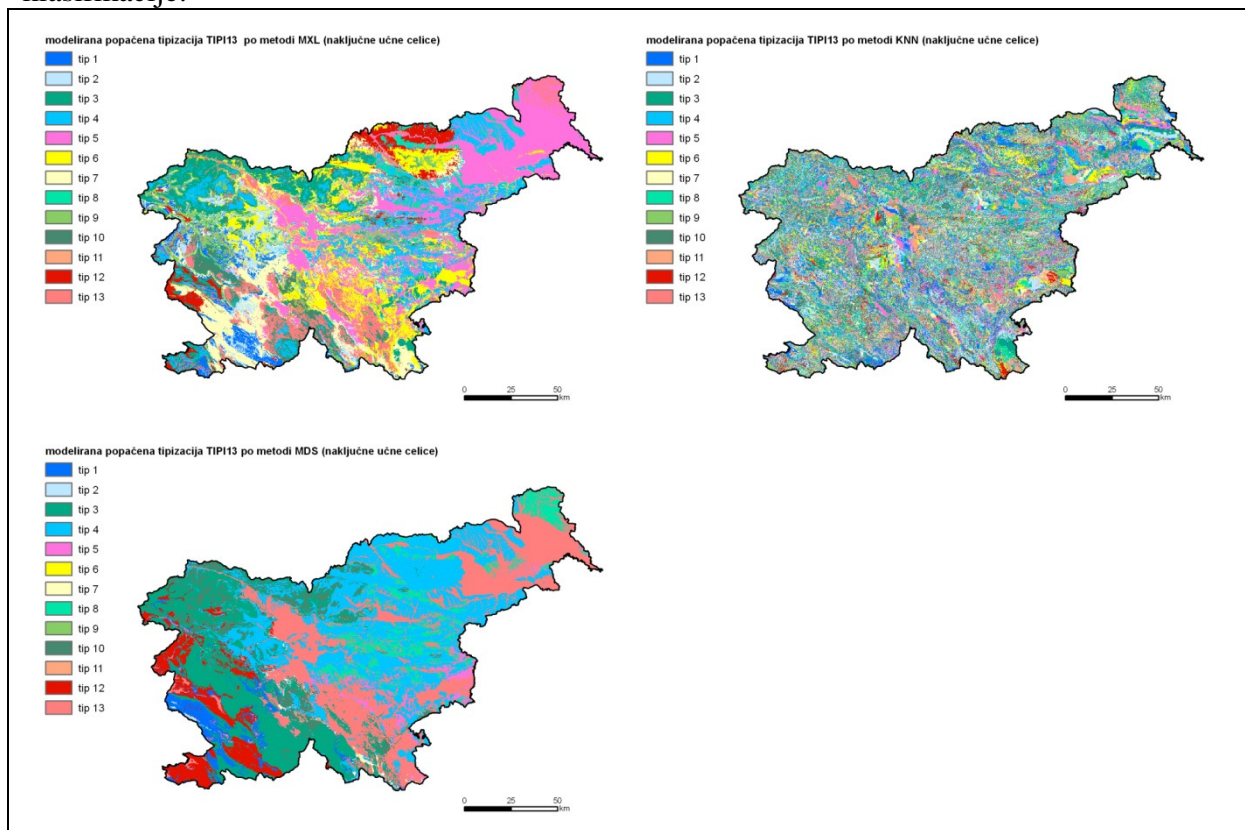 modelirana popačena tipizacija TIPI13 po metodi MXL (naključne učne celice)
tip 1
tip 2
tip 3
tip 4
tip 5
tip 6
tip 7
tip 8
tip 9
tip 10
tip 11
tip 12
tip 13
0 25 50
km
modelirana popačena tipizacija TIPI13 po metodi KNN (naključne učne celice)
tip 1
tip 2
tip 3
tip 4
tip 5
tip 6
tip 7
tip 8
tip 9
tip 10
tip 11
tip 12
tip 13
0 25 50
km
modelirana popačena tipizacija TIPI13 po metodi MDS (naključne učne celice)
tip 1
tip 2
tip 3
tip 4
tip 5
tip 6
tip 7
tip 8
tip 9
tip 10
tip 11
tip 12
tip 13
0 25 50
km